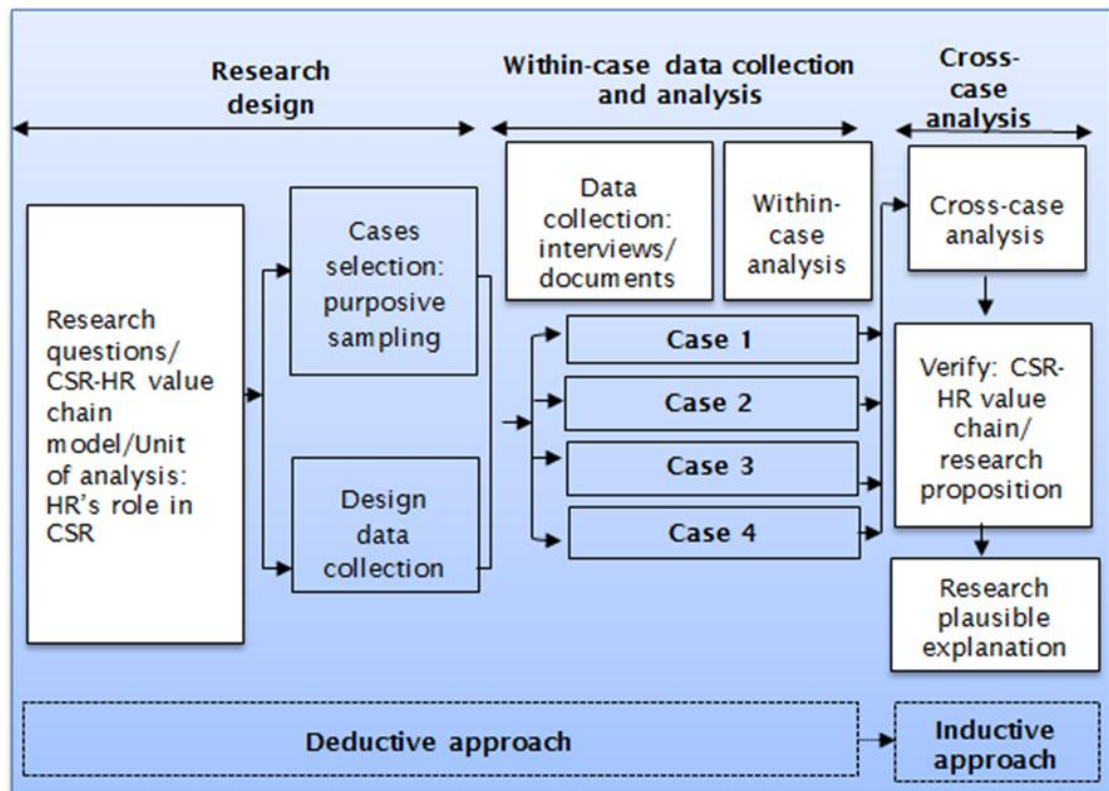 Research
design
Within-case data collection
and analysis
Cross-
case
analysis
Research
questions/
CSR-HR value
chain
model/Unit
of analysis:
HR's role in
CSR
Cases
selection:
purposive
sampling
Design
data
collection
Data
collection:
interviews/
documents
Within-
case
analysis
Case 1
Case 2
Case 3
Case 4
Cross-case
analysis
Verify: CSR-
HR value
chain/
research
proposition
Research
plausible
explanation
Deductive approach
Inductive
approach